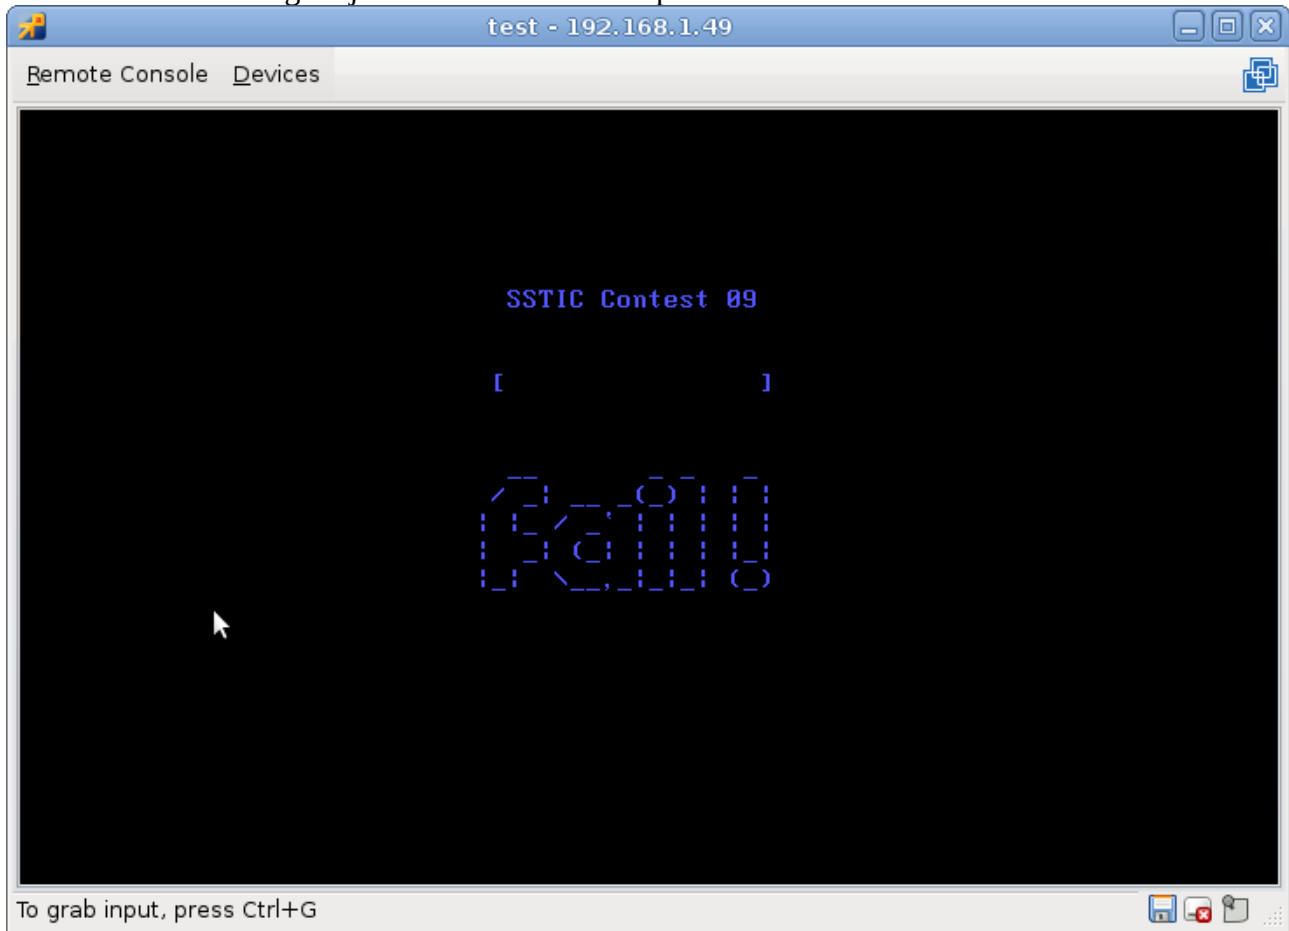 test - 192.168.1.49
Remote Console Devices
SSTIC Contest 09
[ ]
fail!
To grab input, press Ctrl+G